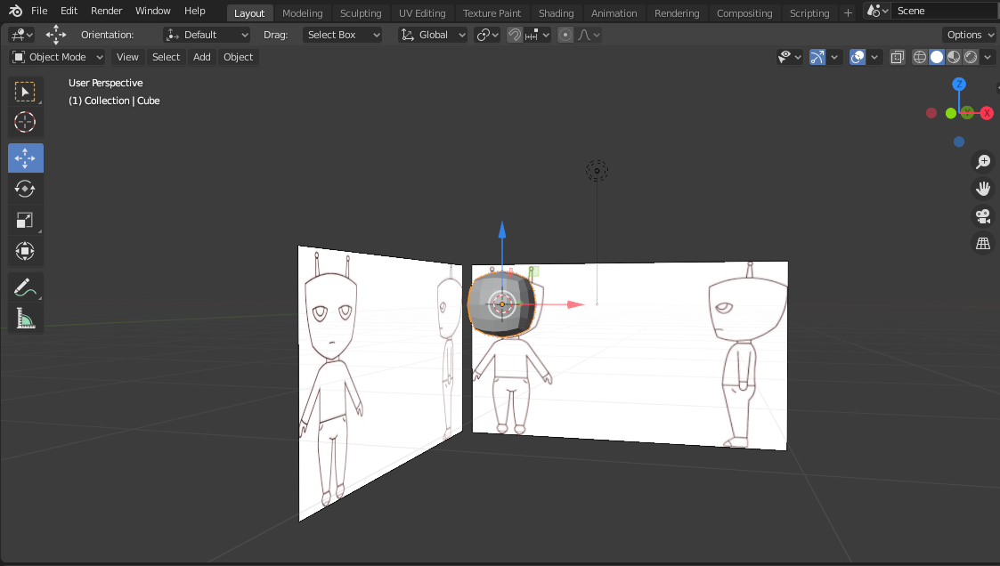 File Edit Render Window Help Layout Modeling Sculpting UV Editing Texture Paint Shading Animation Rendering Compositing Scripting + Scene
Orientation: Default Drag: Select Box Global Options
Object Mode View Select Add Object
User Perspective
(1) Collection | Cube
Z
Y X